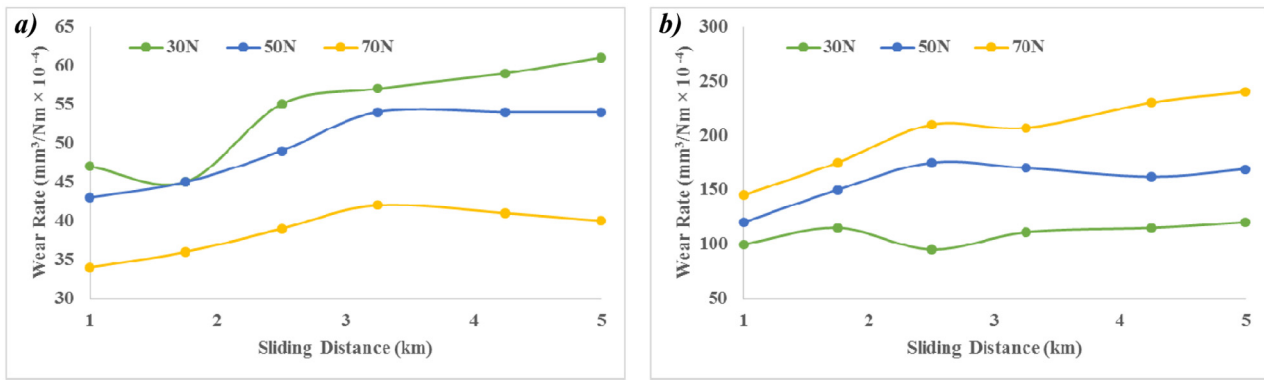 a)
30N 50N 70N
Wear Rate (mm³/Nm × 10⁻⁴)
65
60
55
50
45
40
35
30
1 2 3 4 5
Sliding Distance (km)
b)
30N 50N 70N
Wear Rate (mm³/Nm × 10⁻⁴)
300
250
200
150
100
50
1 2 3 4 5
Sliding Distance (km)